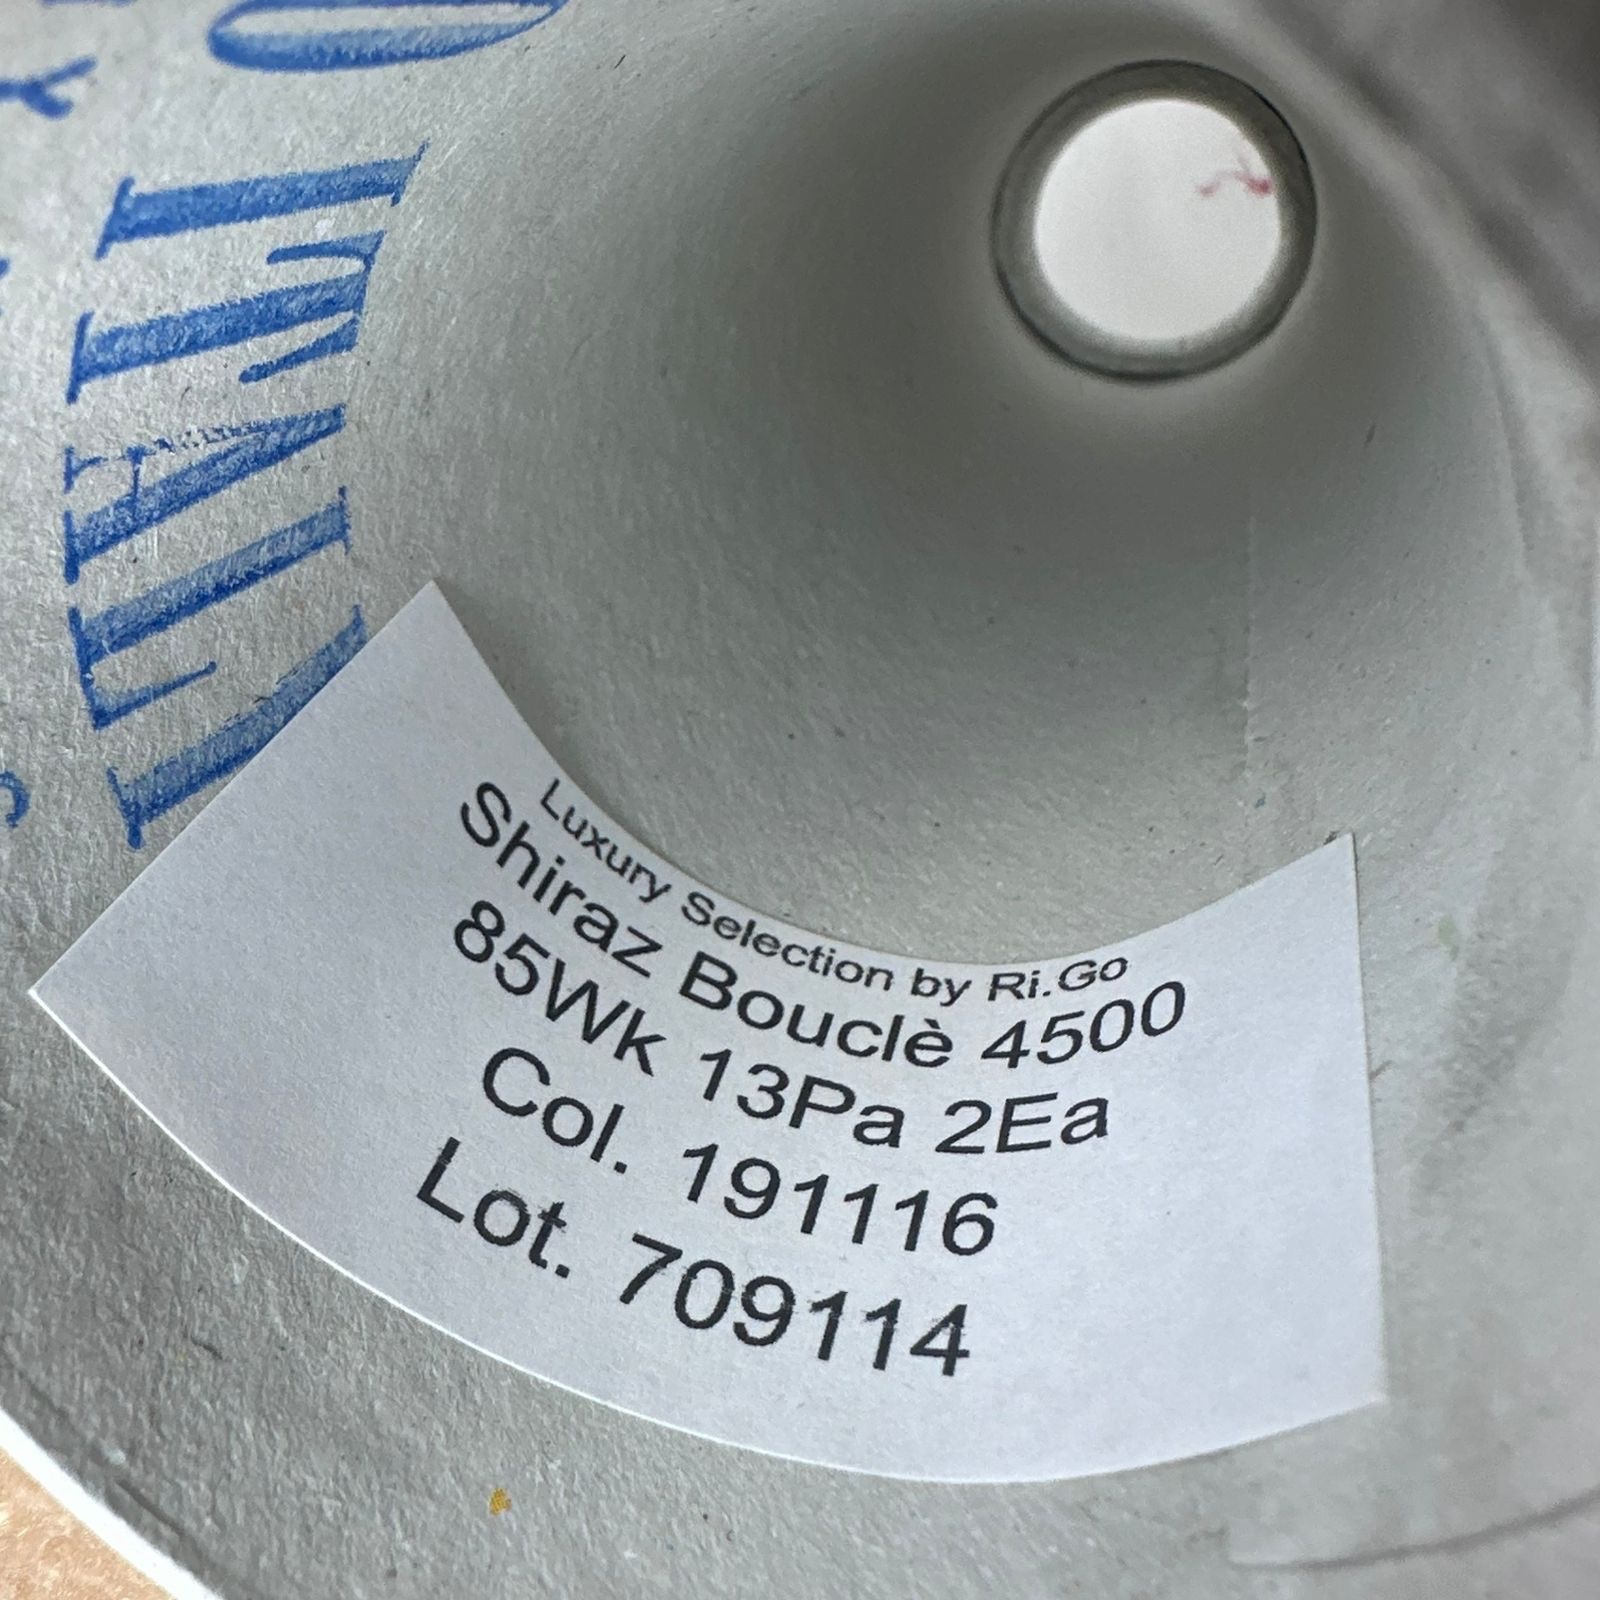 Luxury Selection by Ri.Go
Shiraz Bouclè 4500
85Wk 13Pa 2Ea
Col. 191116
Lot. 709114